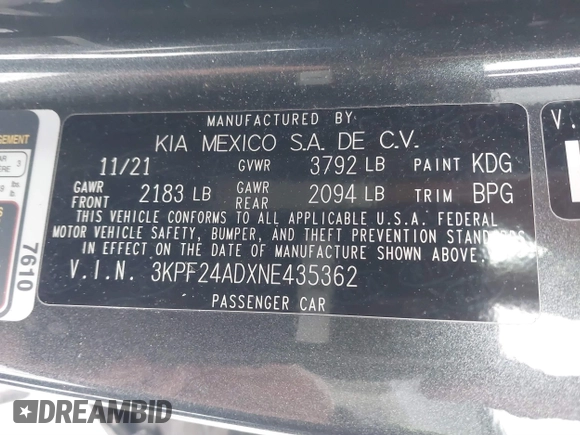 MANUFACTURED BY
KIA MEXICO S.A. DE C.V.
11/21 GVWR 3792 LB PAINT KDG
GAWR FRONT 2183 LB GAWR REAR 2094 LB TRIM BPG
THIS VEHICLE CONFORMS TO ALL APPLICABLE U.S.A. FEDERAL
MOTOR VEHICLE SAFETY, BUMPER, AND THEFT PREVENTION STANDARDS
IN EFFECT ON THE DATE OF MANUFACTURE SHOWN ABOVE.
V.I.N. 3KPF24ADXNE435362
PASSENGER CAR
7610
V.
DREAMBID